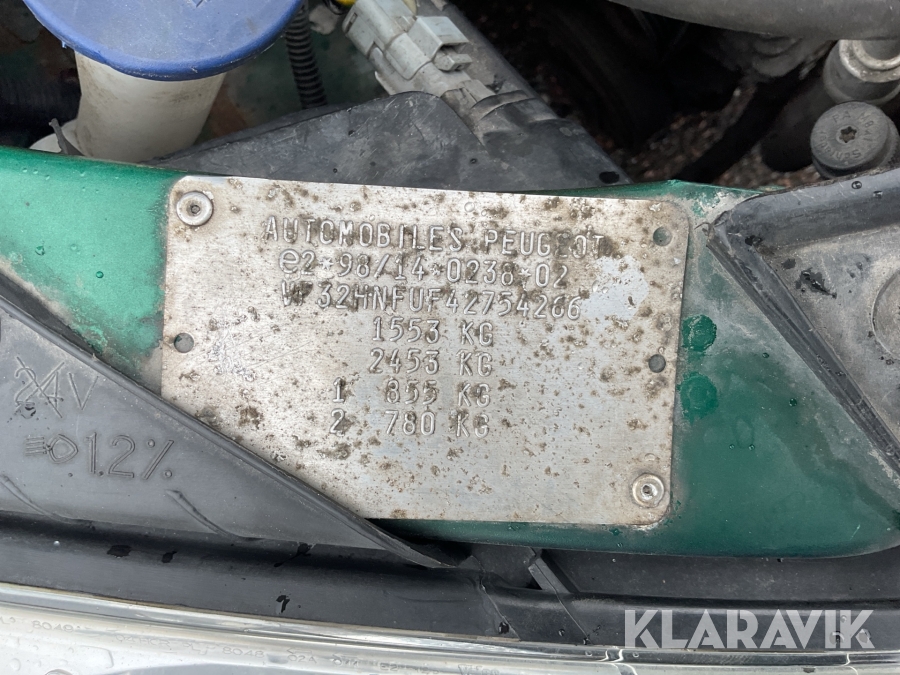 AUTOMOBILES PEUGEOT
e2*98/14*0238*02
VF32HNFUF42754266
1553 KG
2453 KG
1 855 KG
2 780 KG
1.2%
KLARAVIK